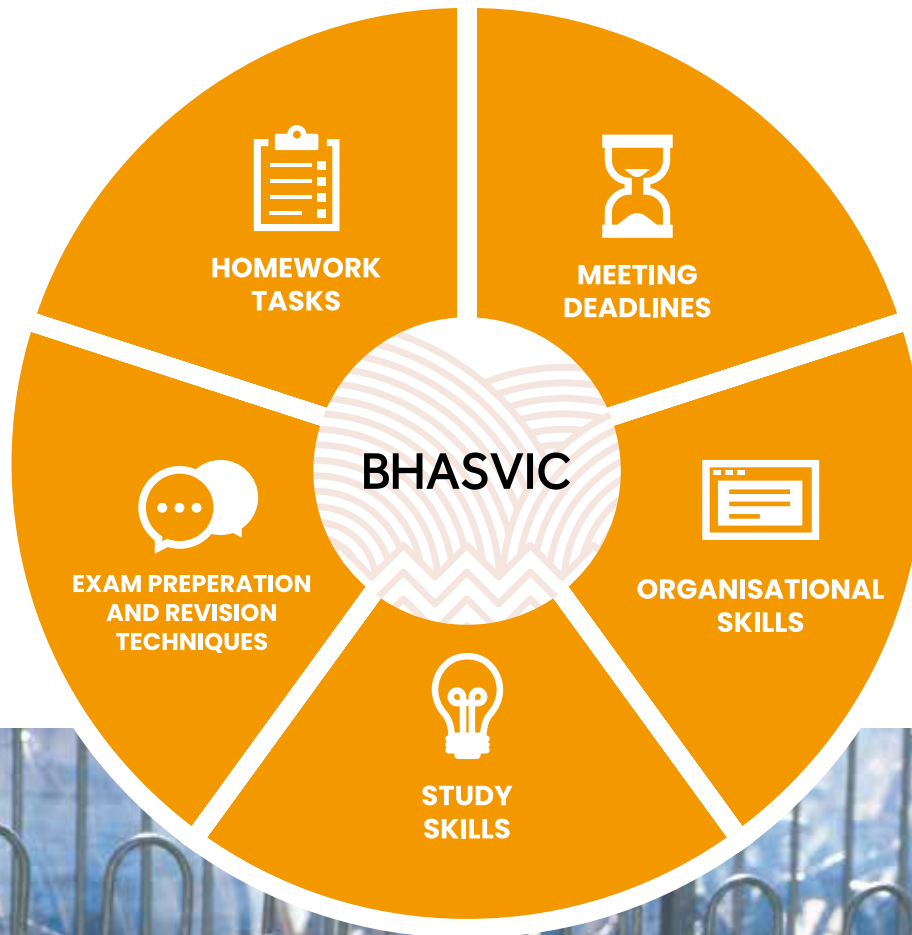 HOMEWORK
TASKS
MEETING
DEADLINES
BHASVIC
EXAM PREPERATION
AND REVISION
TECHNIQUES
ORGANISATIONAL
SKILLS
STUDY
SKILLS